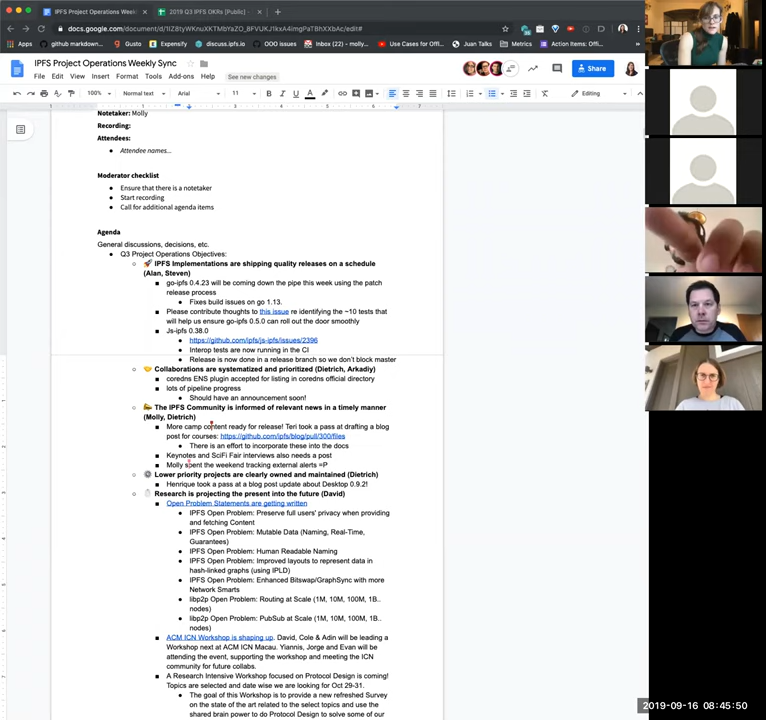 IPFS Project Operations Weekl
2019 Q3 IPFS OKRs [Public] -
Apps
github markdown...
Gusto
Expensify
discuss.ipfs.io
OOO issues
Inbox (22) - molly...
Use Cases for Offi...
Juan Talks
Metrics
Action Items: Offi...
IPFS Project Operations Weekly Sync
File Edit View Insert Format Tools Add-ons Help See new changes
Share
100% Normal text Arial 11 B I U A Editing
Notetaker: Molly
Recording:
Attendees:
Attendee names...
Moderator checklist
Ensure that there is a notetaker
Start recording
Call for additional agenda items
Agenda
General discussions, decisions, etc.
Q3 Project Operations Objectives:
🚀 IPFS Implementations are shipping quality releases on a schedule
(Alan, Steven)
go-ipfs 0.4.23 will be coming down the pipe this week using the patch
release process
Fixes build issues on go 1.13.
Please contribute thoughts to this issue re identifying the ~10 tests that
will help us ensure go-ipfs 0.5.0 can roll out the door smoothly
Js-ipfs 0.38.0
https://github.com/ipfs/js-ipfs/issues/2396
Interop tests are now running in the CI
Release is now done in a release branch so we don't block master
🤝 Collaborations are systematized and prioritized (Dietrich, Arkadiy)
coredns ENS plugin accepted for listing in coredns official directory
lots of pipeline progress
Should have an announcement soon!
The IPFS Community is informed of relevant news in a timely manner
(Molly, Dietrich)
More camp content ready for release! Teri took a pass at drafting a blog
post for courses: https://github.com/ipfs/blog/pull/300/files
There is an effort to incorporate these into the docs
Keynotes and SciFi Fair interviews also needs a post
Molly spent the weekend tracking external alerts =P
Lower priority projects are clearly owned and maintained (Dietrich)
Henrique took a pass at a blog post update about Desktop 0.9.2!
Research is projecting the present into the future (David)
Open Problem Statements are getting written
IPFS Open Problem: Preserve full users' privacy when providing
and fetching Content
IPFS Open Problem: Mutable Data (Naming, Real-Time,
Guarantees)
IPFS Open Problem: Human Readable Naming
IPFS Open Problem: Improved layouts to represent data in
hash-linked graphs (using IPLD)
IPFS Open Problem: Enhanced Bitswap/GraphSync with more
Network Smarts
libp2p Open Problem: Routing at Scale (1M, 10M, 100M, 1B..
nodes)
libp2p Open Problem: PubSub at Scale (1M, 10M, 100M, 1B..
nodes)
ACM ICN Workshop is shaping up. David, Cole & Adin will be leading a
Workshop next at ACM ICN Macau. Yiannis, Jorge and Evan will be
attending the event, supporting the workshop and meeting the ICN
community for future collabs.
A Research Intensive Workshop focused on Protocol Design is coming!
Topics are selected and date wise we are looking for Oct 29-31.
The goal of this Workshop is to provide a new refreshed Survey
on the state of the art related to the select topics and use the
shared brain power to do Protocol Design to solve some of our
2019-09-16 08:45:50